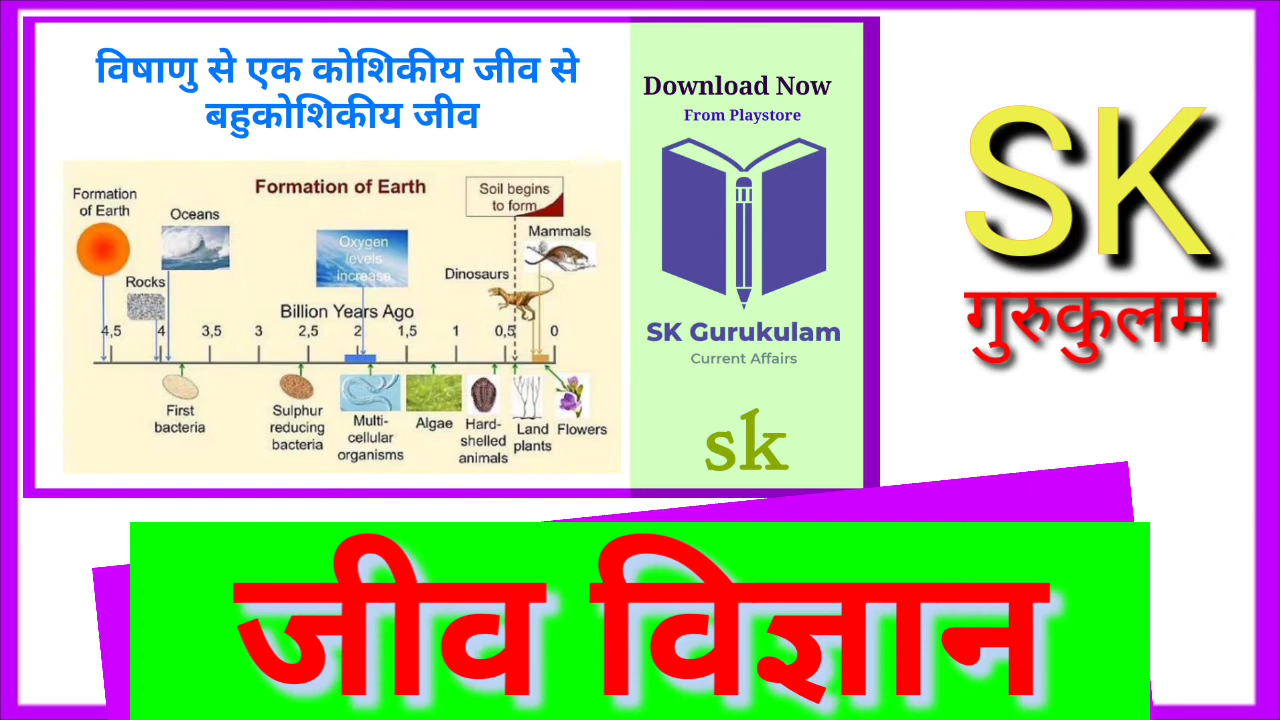 विषाणु से एक कोशिकीय जीव से
बहुकोशिकीय जीव
Formation of Earth
Formation
of Earth
Oceans
Rocks
Oxygen
levels
increase
Soil begins
to form
Mammals
Dinosaurs
Billion Years Ago
4,5 4 3,5 3 2,5 2 1,5 1 0,5 0
First
bacteria
Sulphur
reducing
bacteria
Multi-
cellular
organisms
Algae
Hard-
shelled
animals
Land
plants
Flowers
Download Now
From Playstore
SK Gurukulam
Current Affairs
sk
SK
गुरुकुलम
जीव विज्ञान